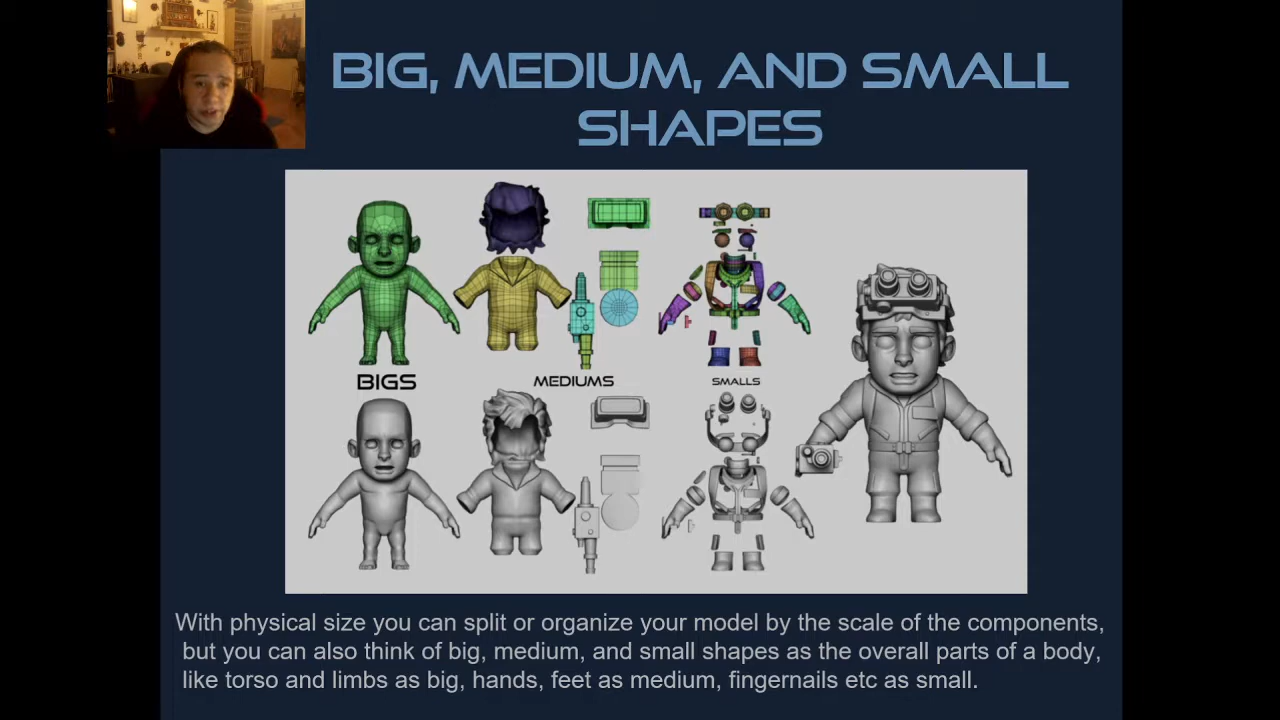 BIG, MEDIUM, AND SMALL
SHAPES
BIGS
MEDIUMS
SMALLS
With physical size you can split or organize your model by the scale of the components,
but you can also think of big, medium, and small shapes as the overall parts of a body,
like torso and limbs as big, hands, feet as medium, fingernails etc as small.